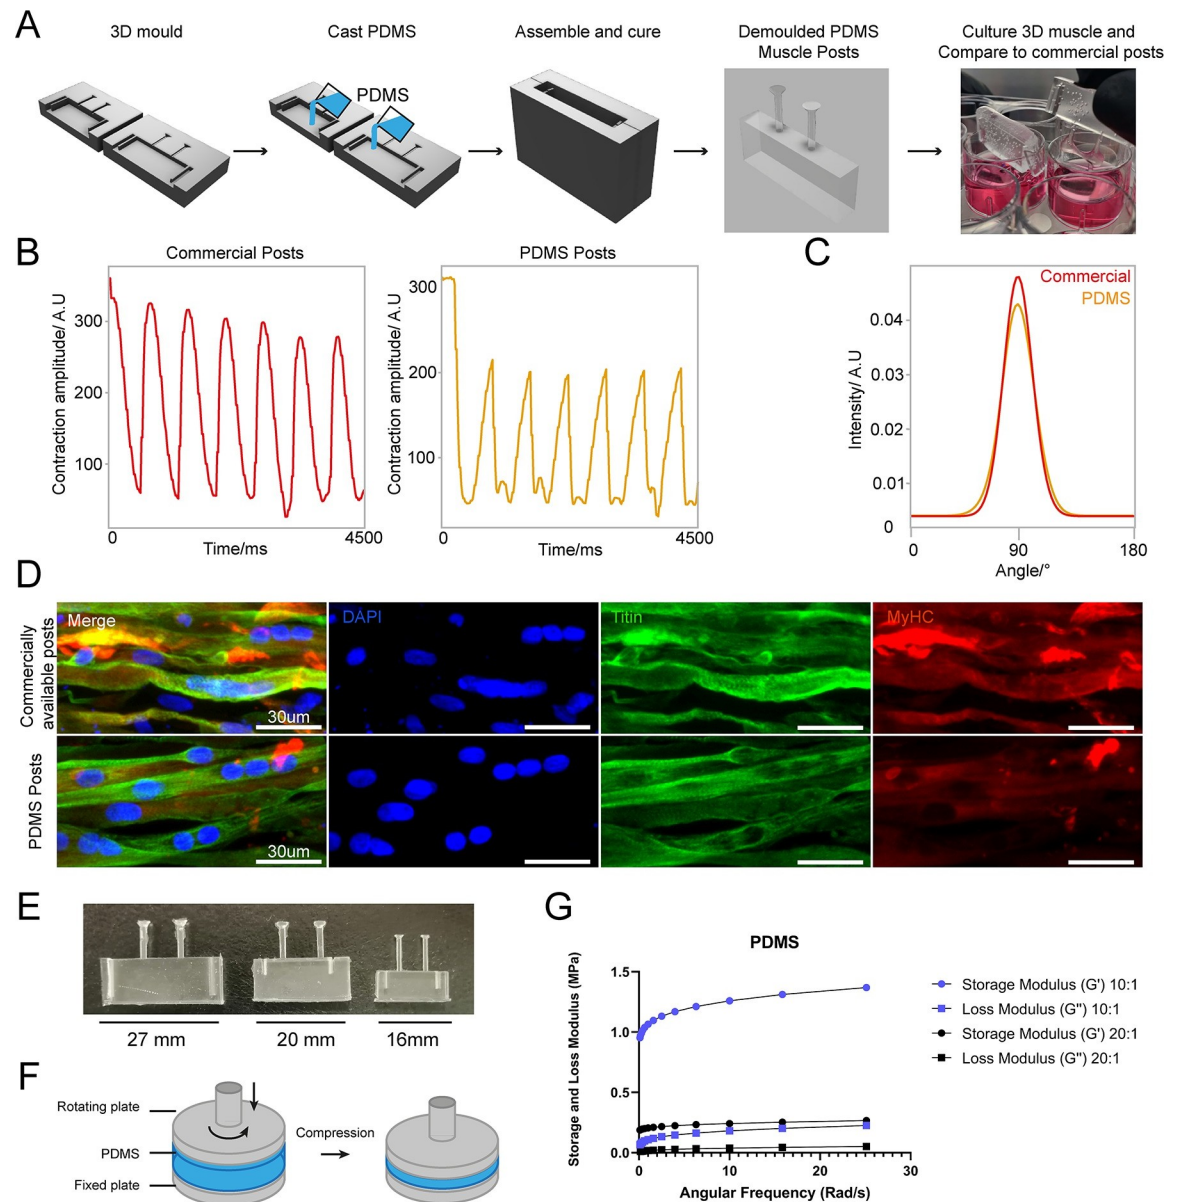 A
3D mould
Cast PDMS
Assemble and cure
Demoulded PDMS
Muscle Posts
Culture 3D muscle and
Compare to commercial posts
PDMS
B
Commercial Posts
Contraction amplitude/ A.U
300
200
100
0
4500
Time/ms
PDMS Posts
Contraction amplitude/ A.U
300
200
100
0
4500
Time/ms
C
Commercial
PDMS
Intensity/ A.U
0.04
0.03
0.02
0.01
0
0
90
180
Angle/°
D
Commercially
available posts
Merge
30um
DAPI
Titin
MyHC
PDMS Posts
30um
E
27 mm
20 mm
16mm
F
Rotating plate
PDMS
Fixed plate
Compression
G
PDMS
Storage and Loss Modulus (MPa)
1.5
1.0
0.5
0.0
0
10
20
30
Angular Frequency (Rad/s)
Storage Modulus (G') 10:1
Loss Modulus (G'') 10:1
Storage Modulus (G') 20:1
Loss Modulus (G'') 20:1